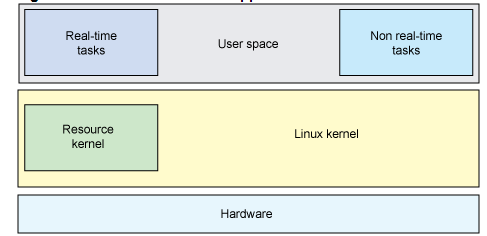 Real-time
tasks
User space
Non real-time
tasks
Resource
kernel
Linux kernel
Hardware